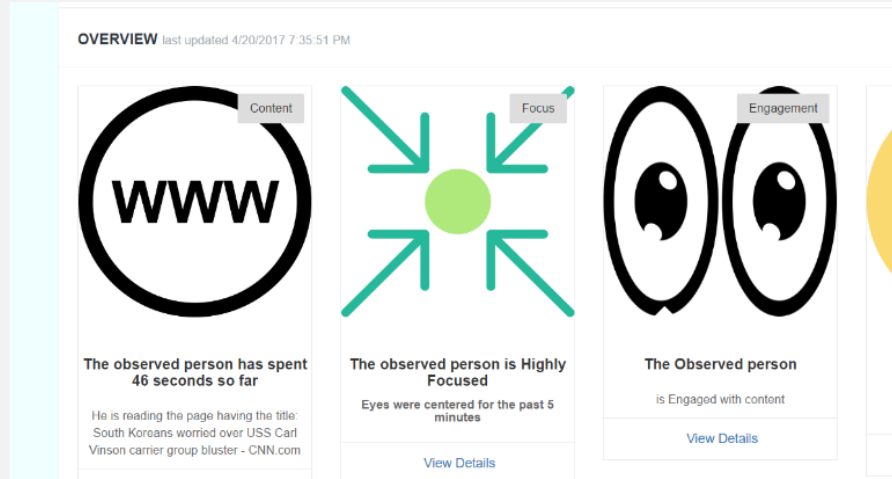 OVERVIEW last updated 4/20/2017 7:35:51 PM
Content
WWW
The observed person has spent
46 seconds so far
He is reading the page having the title:
South Koreans worried over USS Carl
Vinson carrier group bluster - CNN.com
Focus
The observed person is Highly
Focused
Eyes were centered for the past 5
minutes
View Details
Engagement
The Observed person
is Engaged with content
View Details